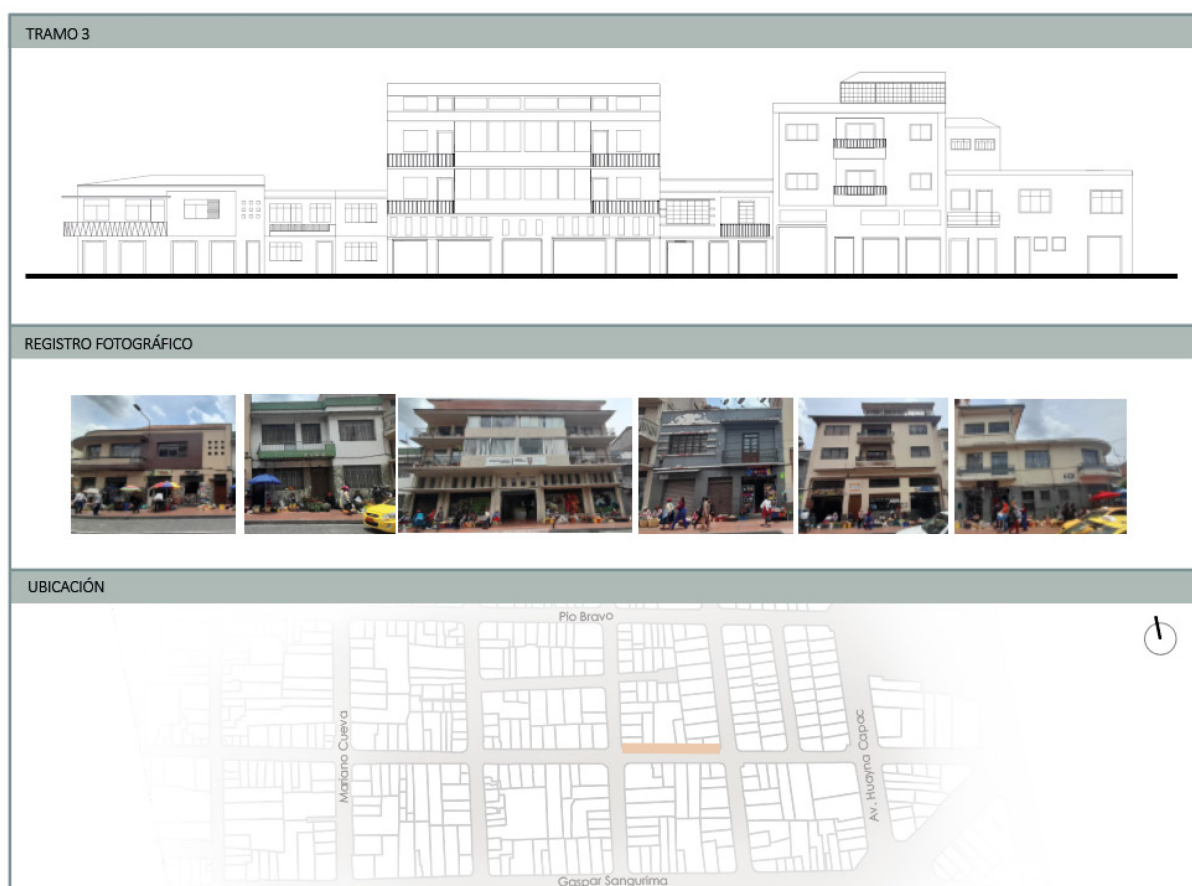 TRAMO 3
REGISTRO FOTOGRÁFICO
UBICACIÓN
Pio Bravo
Mariano Cueva
Av. Huayna Capac
Gaspar Sangurima